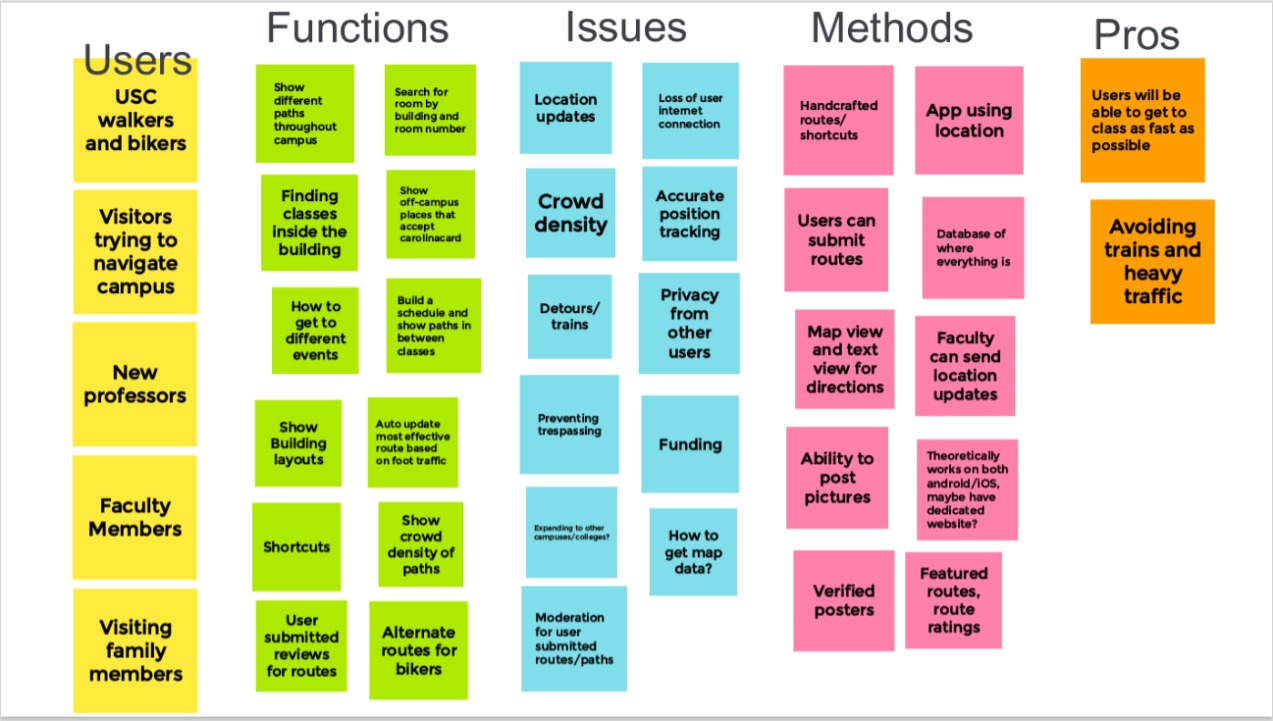 Users
USC
walkers
and bikers
Visitors
trying to
navigate
campus
New
professors
Faculty
Members
Visiting
family
members
Functions
Show
different
paths
throughout
campus
Search for
room by
building and
room number
Finding
classes
inside the
building
Show
off-campus
places that
accept
carolinacard
How to
get to
different
events
Build a
schedule and
show paths in
between
classes
Show
Building
layouts
Auto update
most effective
route based
on foot traffic
Shortcuts
Show
crowd
density of
paths
User
submitted
reviews
for routes
Alternate
routes for
bikers
Issues
Location
updates
Loss of user
internet
connection
Crowd
density
Accurate
position
tracking
Detours/
trains
Privacy
from
other
users
Preventing
trespassing
Funding
Expanding to other
campuses/colleges?
How to
get map
data?
Moderation
for user
submitted
routes/paths
Methods
Handcrafted
routes/
shortcuts
App using
location
Users can
submit
routes
Database of
where
everything is
Map view
and text
view for
directions
Faculty
can send
location
updates
Ability to
post
pictures
Theoretically
works on both
android/iOS,
maybe have
dedicated
website?
Verified
posters
Featured
routes,
route
ratings
Pros
Users will be
able to get to
class as fast as
possible
Avoiding
trains and
heavy
traffic